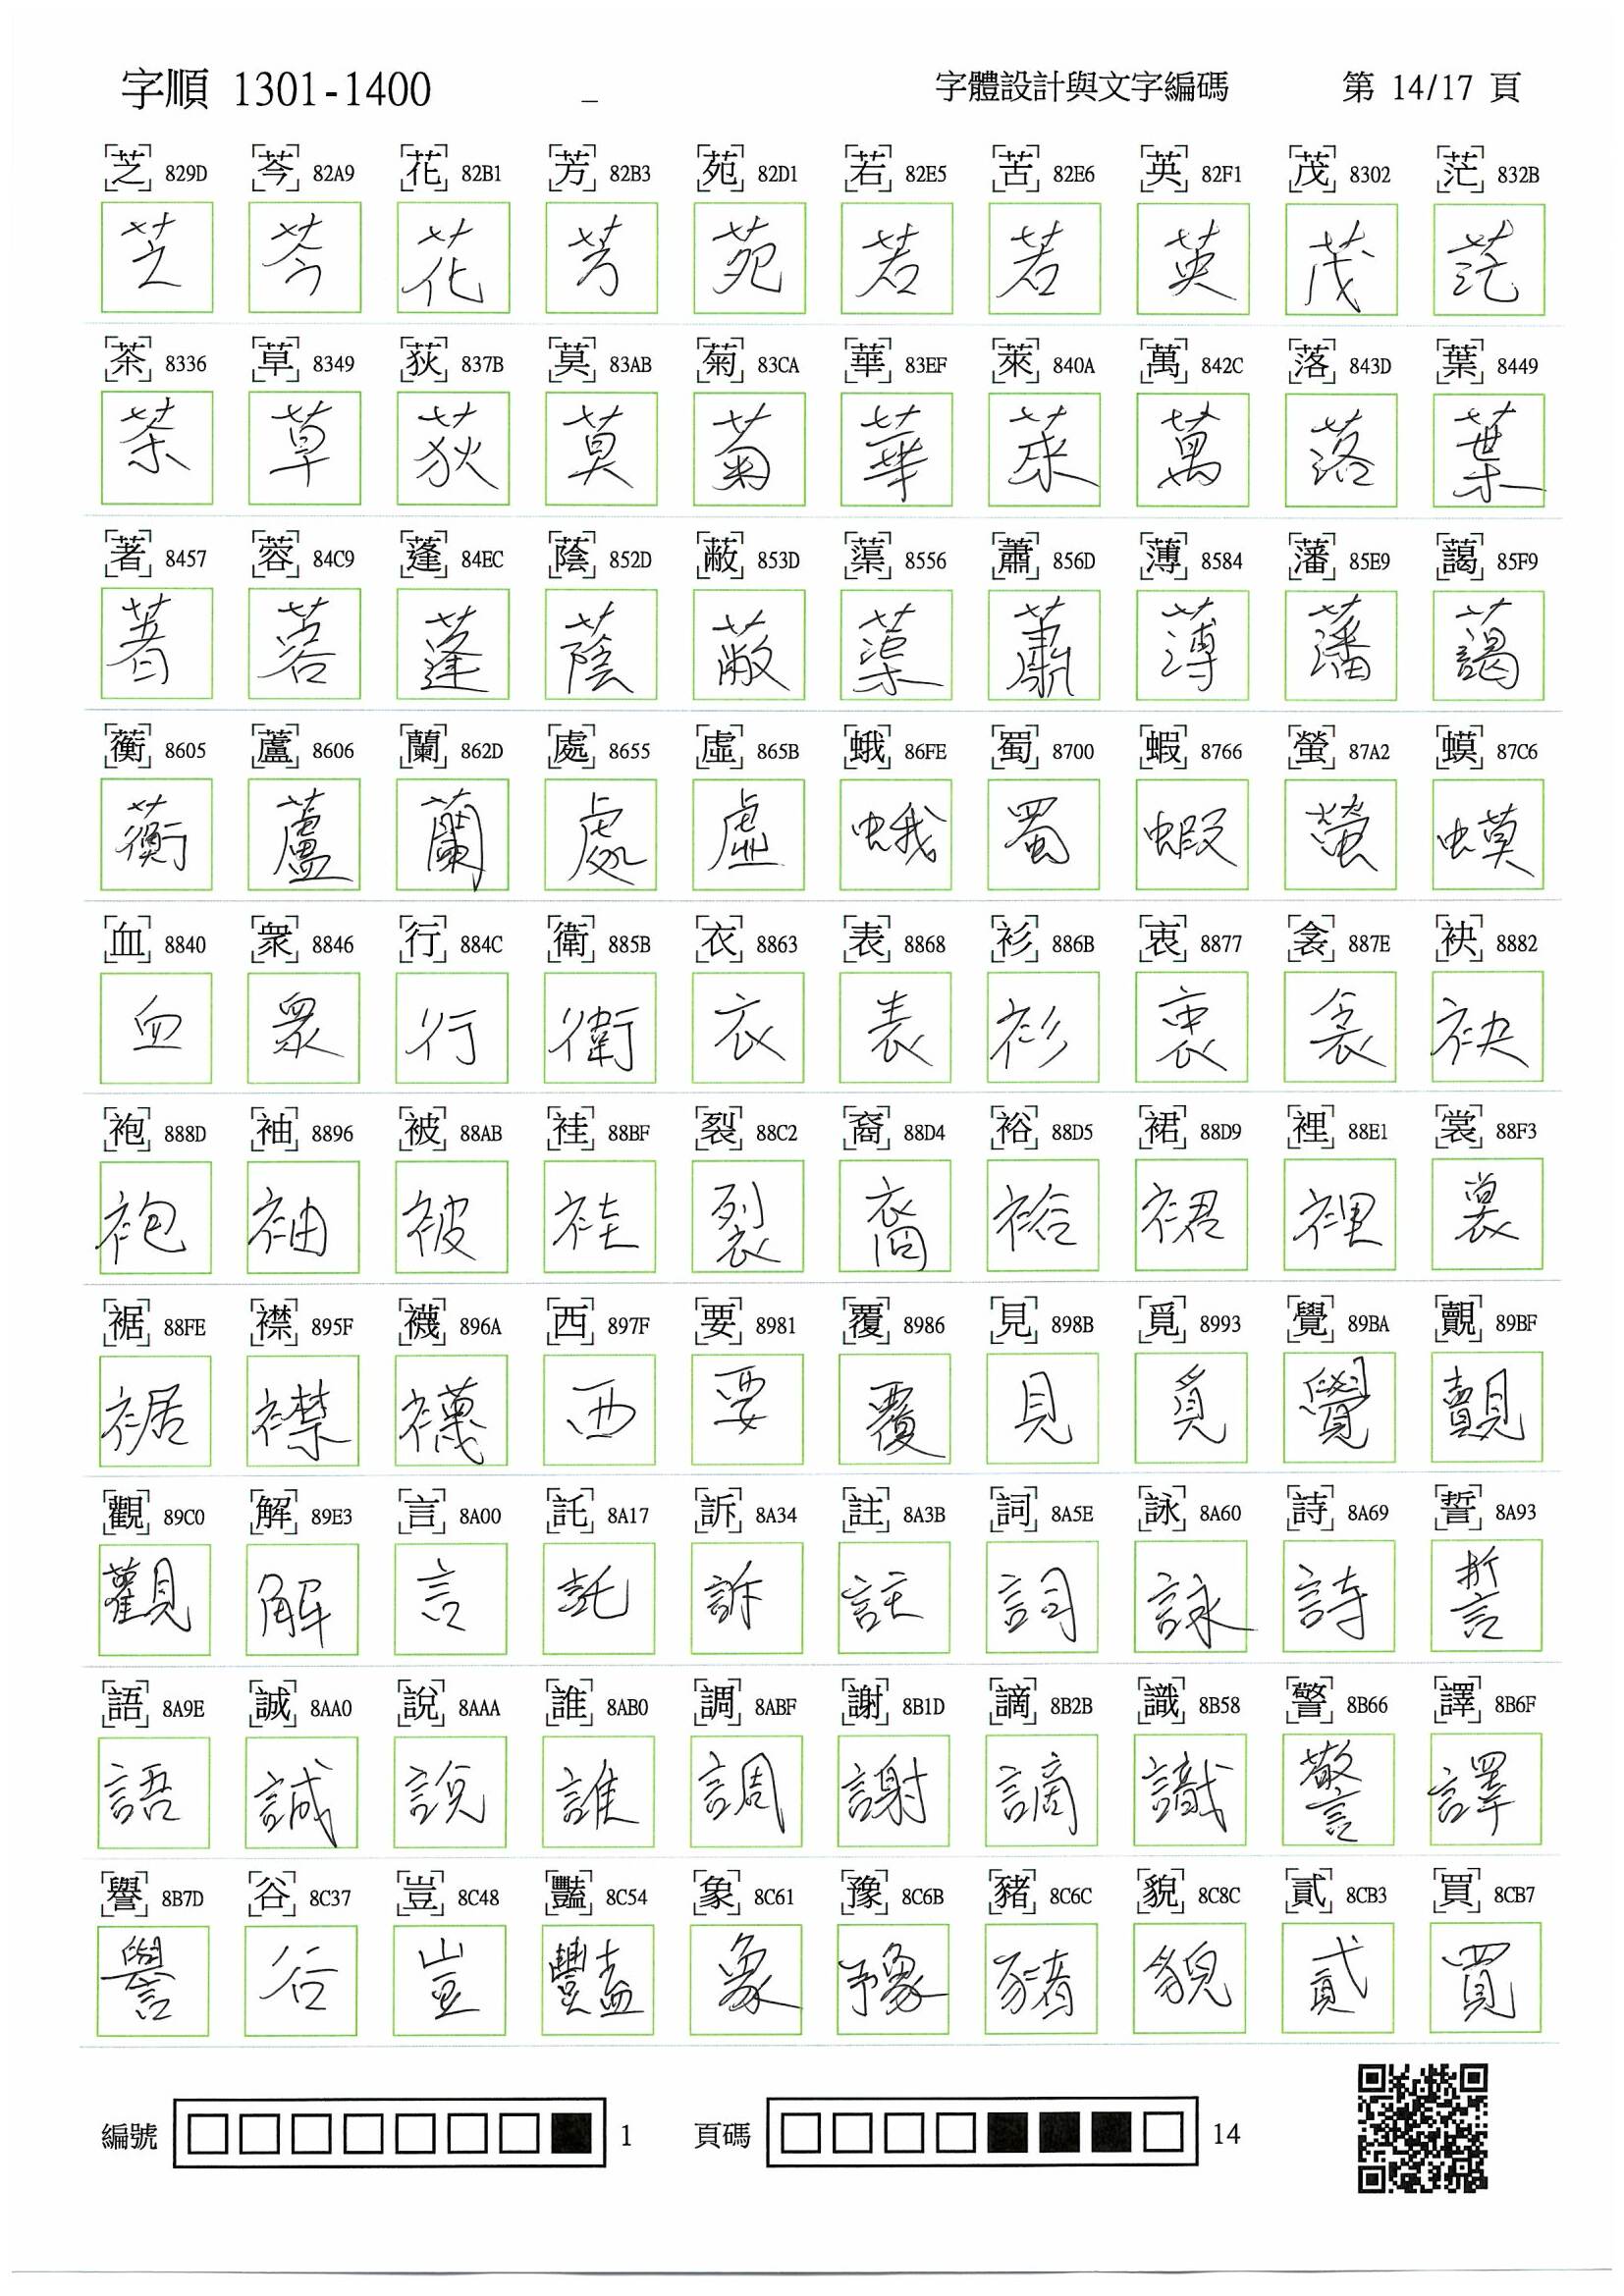 字順 1301-1400 _ 字體設計與文字編碼 第 14/17 頁
芝 829D 芩 82A9 花 82B1 芳 82B3 苑 82D1 若 82E5 苦 82E6 英 82F1 茂 8302 茫 832B
芝 芩 花 芳 苑 若 若 英 茂 茫
茶 8336 草 8349 荻 837B 莫 83AB 菊 83CA 華 83EF 萊 840A 萬 842C 落 843D 葉 8449
茶 草 荻 莫 菊 華 萊 萬 落 葉
著 8457 蓉 84C9 蓬 84EC 蔭 852D 蔽 853D 蕖 8556 蕭 856D 薄 8584 藩 85E9 藹 85F9
著 蓉 蓬 蔭 蔽 蕖 蕭 薄 藩 藹
蘅 8605 蘆 8606 蘭 862D 處 8655 虛 865B 蛾 86FE 蜀 8700 蝦 8766 螢 87A2 蟆 87C6
蘅 蘆 蘭 處 虛 蛾 蜀 蝦 螢 蟆
血 8840 衆 8846 行 884C 衛 885B 衣 8863 表 8868 衫 886B 衷 8877 衾 887E 袂 8882
血 衆 行 衛 衣 表 衫 衷 衾 袂
袍 888D 袖 8896 被 88AB 袿 88BF 裂 88C2 裔 88D4 裕 88D5 裙 88D9 裡 88E1 裳 88F3
袍 袖 被 袿 裂 裔 裕 裙 裡 裳
裾 88FE 襟 895F 襪 896A 西 897F 要 8981 覆 8986 見 898B 覓 8993 覺 89BA 覿 89BF
裾 襟 襪 西 要 覆 見 覓 覺 覿
觀 89C0 解 89E3 言 8A00 託 8A17 訴 8A34 註 8A3B 詞 8A5E 詠 8A60 詩 8A69 誓 8A93
觀 解 言 託 訴 註 詞 詠 詩 誓
語 8A9E 誠 8AA0 說 8AAA 誰 8AB0 調 8ABF 謝 8B1D 謫 8B2B 識 8B58 警 8B66 譯 8B6F
語 誠 說 誰 調 謝 謫 識 警 譯
譽 8B7D 谷 8C37 豈 8C48 豔 8C54 象 8C61 豫 8C6B 豬 8C6C 貌 8C8C 貳 8CB3 買 8CB7
譽 谷 豈 豔 象 豫 豬 貌 貳 買
編號 1 頁碼 14